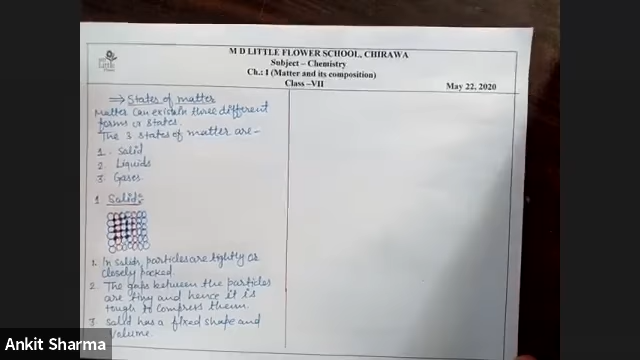 M D LITTLE FLOWER SCHOOL, CHIRAWA
Subject – Chemistry
Ch.: I (Matter and its composition)
Class –VII
May 22, 2020
Little
⇒ States of matter
Matter can exist in three different
forms or states.
The 3 states of matter are-
1. Solid
2. Liquids
3. Gases.
1 Solids
1. In solids, particles are tightly or
closely packed.
2. The gaps between the particles
are tiny and hence it is
tough to compress them.
3. Solid has a fixed shape and
Volume.
Ankit Sharma